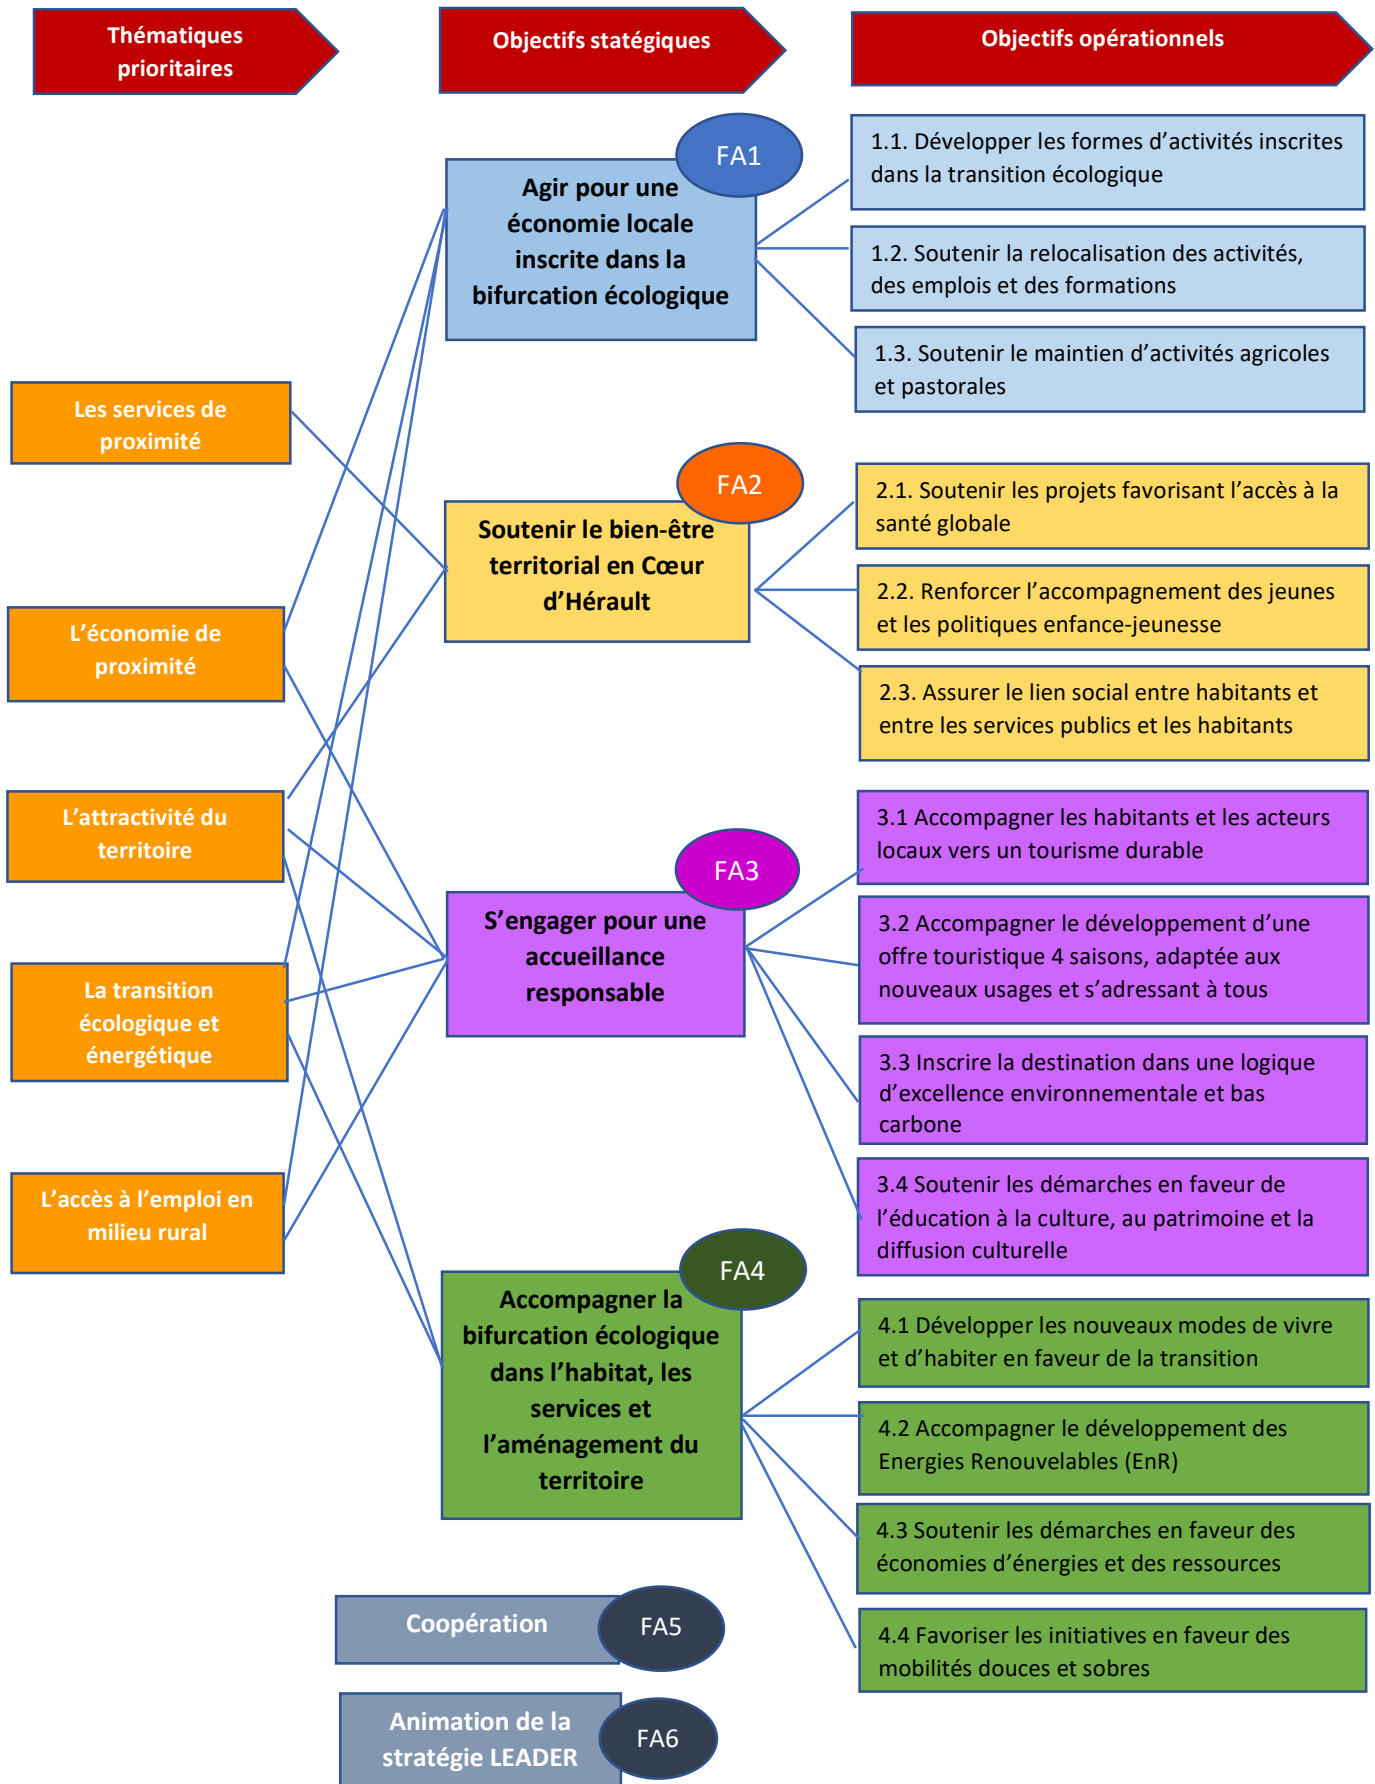 Thématiques
prioritaires
Objectifs statégiques
Objectifs opérationnels
FA1
Agir pour une
économie locale
inscrite dans la
bifurcation écologique
1.1. Développer les formes d’activités inscrites
dans la transition écologique
1.2. Soutenir la relocalisation des activités,
des emplois et des formations
1.3. Soutenir le maintien d’activités agricoles
et pastorales
Les services de
proximité
L’économie de
proximité
L’attractivité du
territoire
La transition
écologique et
énergétique
L’accès à l’emploi en
milieu rural
FA2
Soutenir le bien-être
territorial en Cœur
d’Hérault
2.1. Soutenir les projets favorisant l’accès à la
santé globale
2.2. Renforcer l’accompagnement des jeunes
et les politiques enfance-jeunesse
2.3. Assurer le lien social entre habitants et
entre les services publics et les habitants
FA3
S’engager pour une
accueillance
responsable
3.1 Accompagner les habitants et les acteurs
locaux vers un tourisme durable
3.2 Accompagner le développement d’une
offre touristique 4 saisons, adaptée aux
nouveaux usages et s’adressant à tous
3.3 Inscrire la destination dans une logique
d’excellence environnementale et bas
carbone
3.4 Soutenir les démarches en faveur de
l’éducation à la culture, au patrimoine et la
diffusion culturelle
FA4
Accompagner la
bifurcation écologique
dans l’habitat, les
services et
l’aménagement du
territoire
4.1 Développer les nouveaux modes de vivre
et d’habiter en faveur de la transition
4.2 Accompagner le développement des
Energies Renouvelables (EnR)
4.3 Soutenir les démarches en faveur des
économies d’énergies et des ressources
4.4 Favoriser les initiatives en faveur des
mobilités douces et sobres
Coopération
FA5
Animation de la
stratégie LEADER
FA6